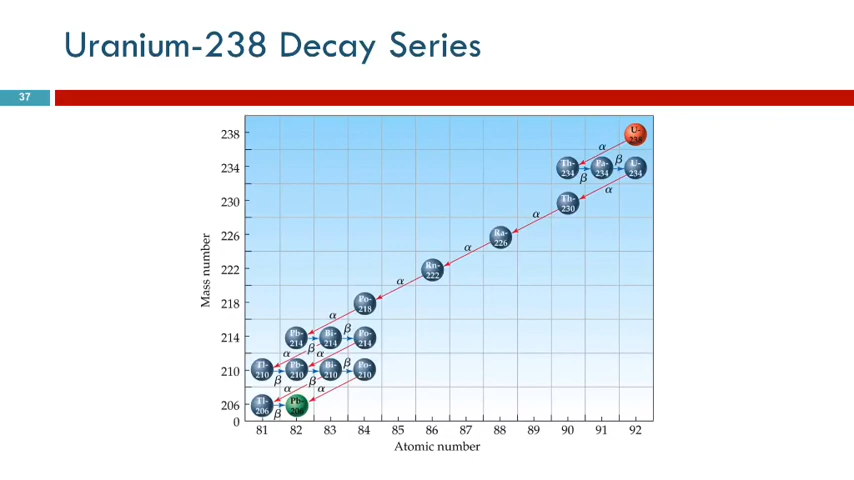 Uranium-238 Decay Series
37
238
234
230
226
222
218
214
210
206
0
Mass number
U-
238
α
Th-
234
β
Pa-
234
β
U-
234
α
Th-
230
α
Ra-
226
α
Rn-
222
α
Po-
218
α
Pb-
214
β
Bi-
214
β
Po-
214
α
α
Tl-
210
β
Pb-
210
β
Bi-
210
β
Po-
210
α
α
Tl-
206
β
Pb-
206
81 82 83 84 85 86 87 88 89 90 91 92
Atomic number